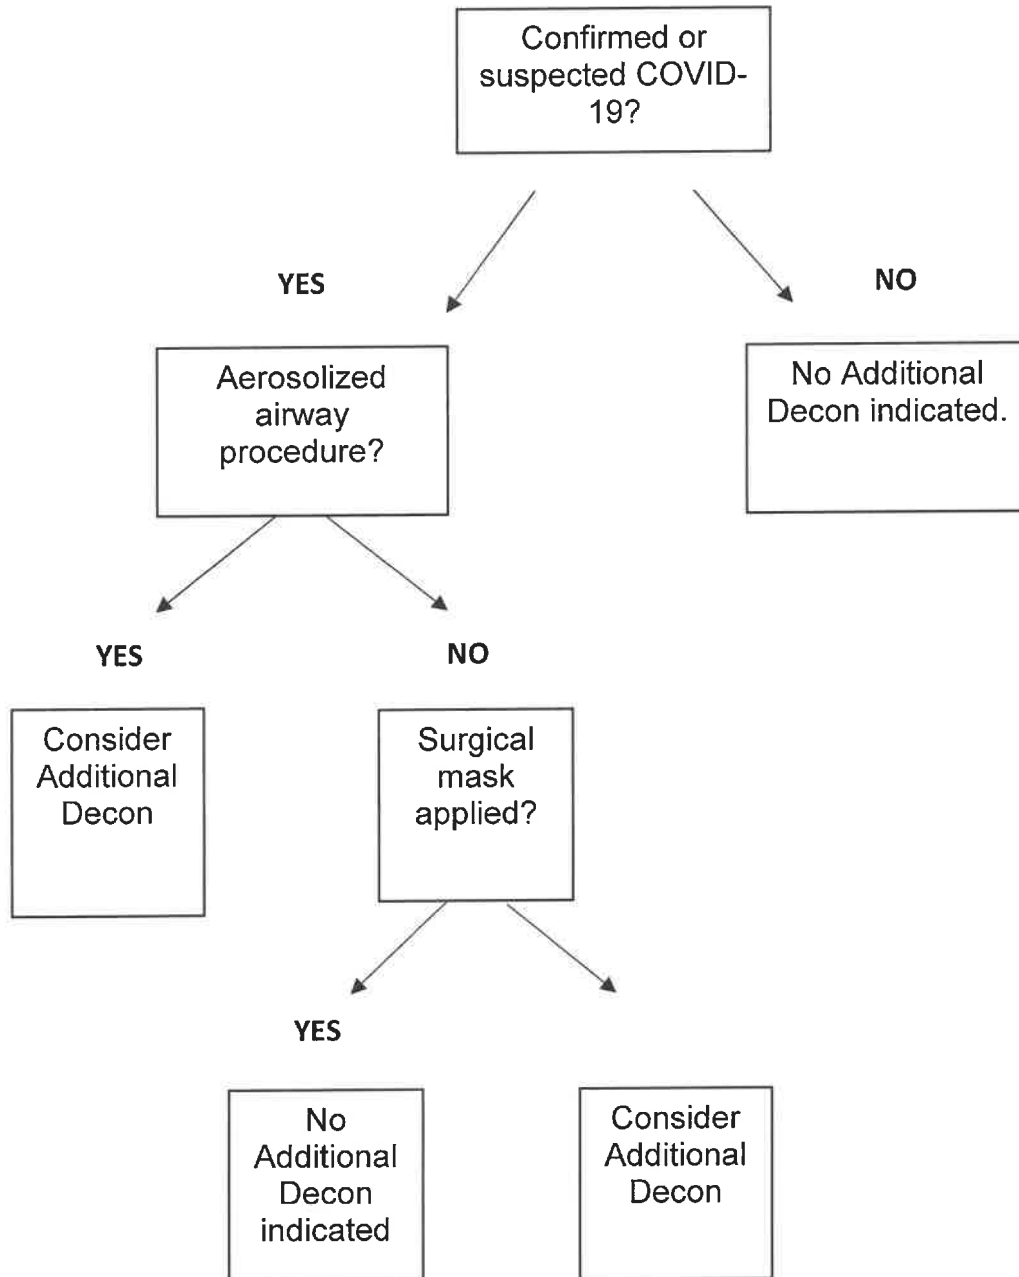 Confirmed or
suspected COVID-
19?
YES
NO
Aerosolized
airway
procedure?
No Additional
Decon indicated.
YES
NO
Consider
Additional
Decon
Surgical
mask
applied?
YES
No
Additional
Decon
indicated
Consider
Additional
Decon